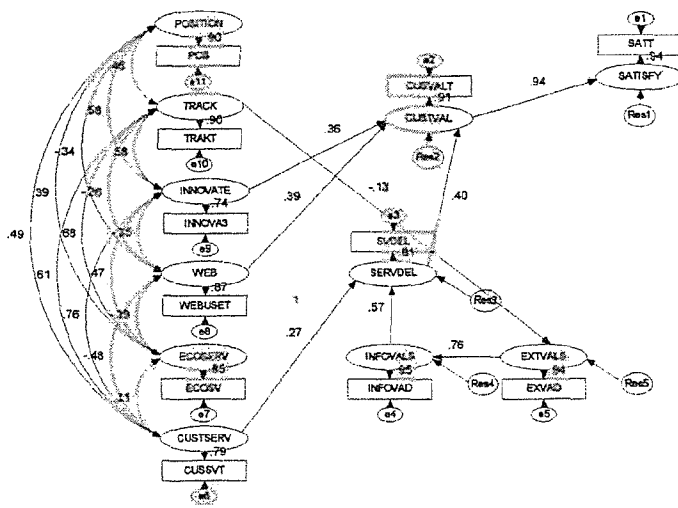 e1
POSITION
.90
SATT
.94
.46
POS
e2
SATISFY
e11
CUSVALT
.94
.58
TRACK
.91
Res1
.90
CUSTVAL
-.34
TRAKT
.36
.58
Res2
e10
.39
INNOVATE
.39
-.13
.40
.74
.49
.68
INNOVA3
e3
e9
SVDEL
.47
.61
WEB
.81
.87
SERVDEL
.76
WEBUSET
Res3
e8
.27
.57
-.48
ECOSERV
.76
.85
INFOVALS
EXTVALS
ECOSV
.95
.94
Res4
Res5
e7
INFOVAD
EXVAD
CUSTSERV
e4
e5
.79
CUSSVT